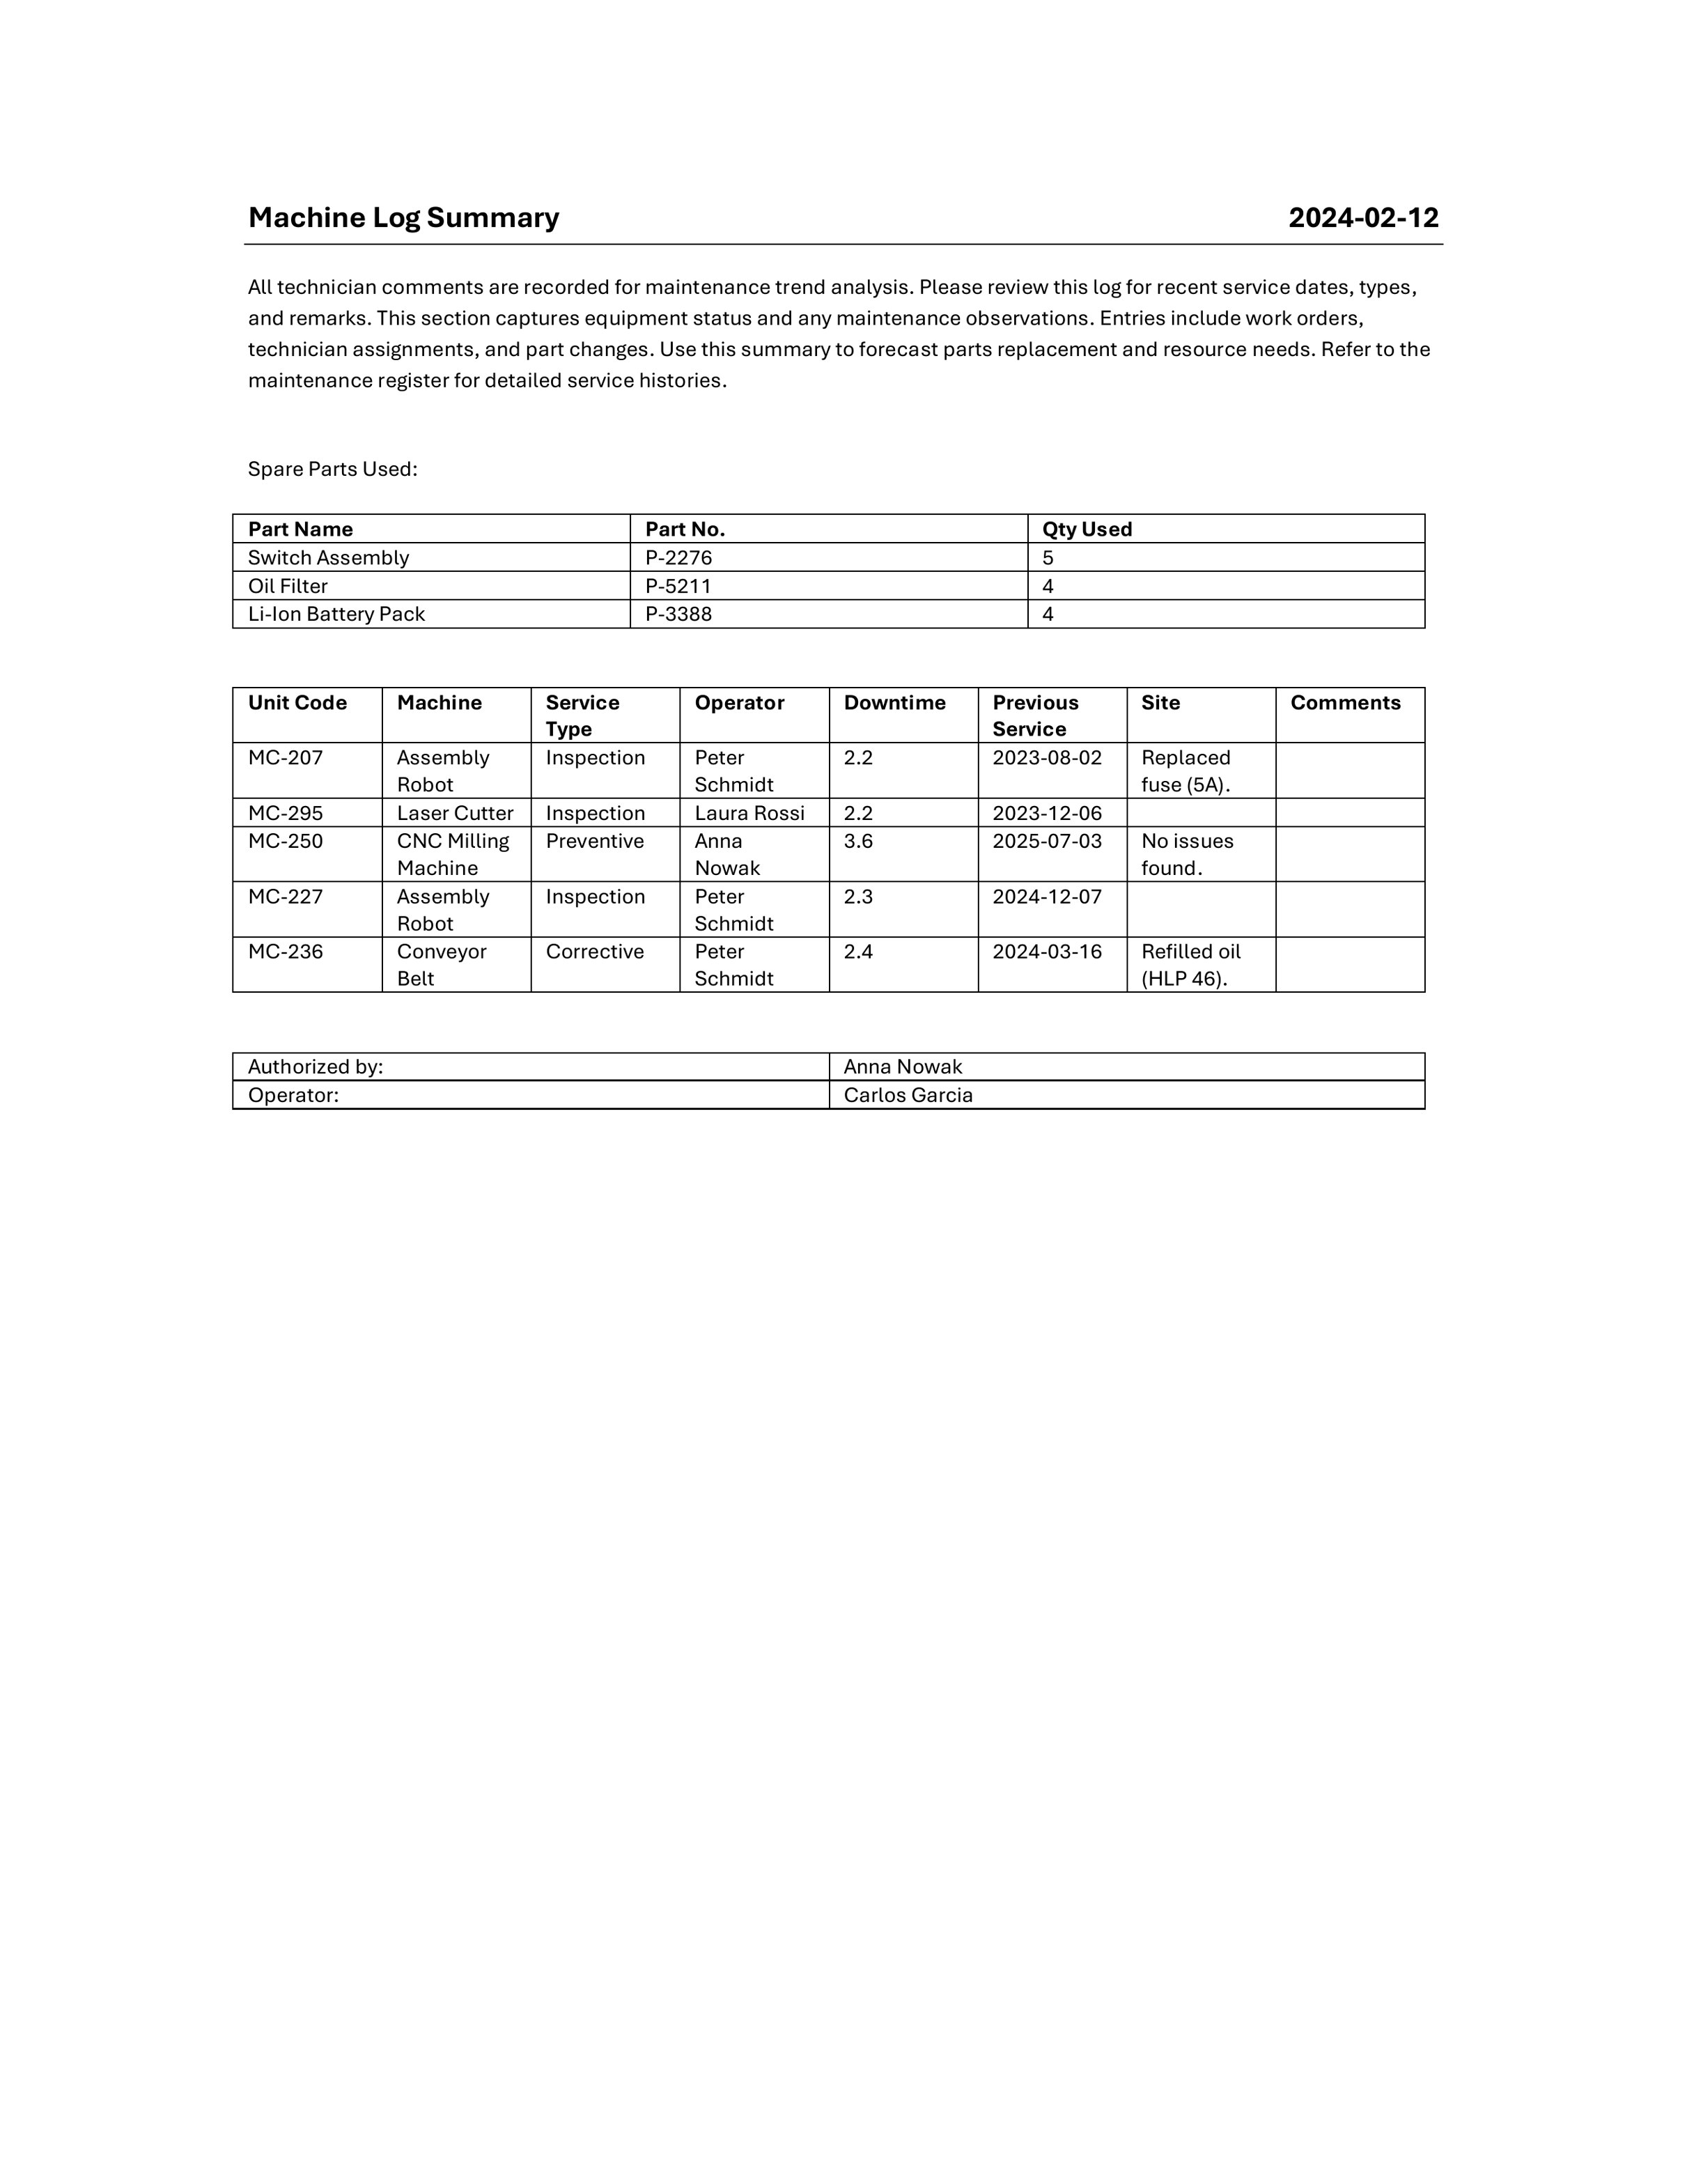 Machine Log Summary 2024-02-12
All technician comments are recorded for maintenance trend analysis. Please review this log for recent service dates, types,
and remarks. This section captures equipment status and any maintenance observations. Entries include work orders,
technician assignments, and part changes. Use this summary to forecast parts replacement and resource needs. Refer to the
maintenance register for detailed service histories.
Spare Parts Used:
Part Name Part No. Qty Used
Switch Assembly P-2276 5
Oil Filter P-5211 4
Li-Ion Battery Pack P-3388 4
Unit Code Machine Service Operator Downtime Previous Site Comments
Type Service
MC-207 Assembly Inspection Peter 2.2 2023-08-02 Replaced
Robot Schmidt fuse (5A).
MC-295 Laser Cutter Inspection Laura Rossi 2.2 2023-12-06
MC-250 CNC Milling Preventive Anna 3.6 2025-07-03 No issues
Machine Nowak found.
MC-227 Assembly Inspection Peter 2.3 2024-12-07
Robot Schmidt
MC-236 Conveyor Corrective Peter 2.4 2024-03-16 Refilled oil
Belt Schmidt (HLP 46).
Authorized by: Anna Nowak
Operator: Carlos Garcia